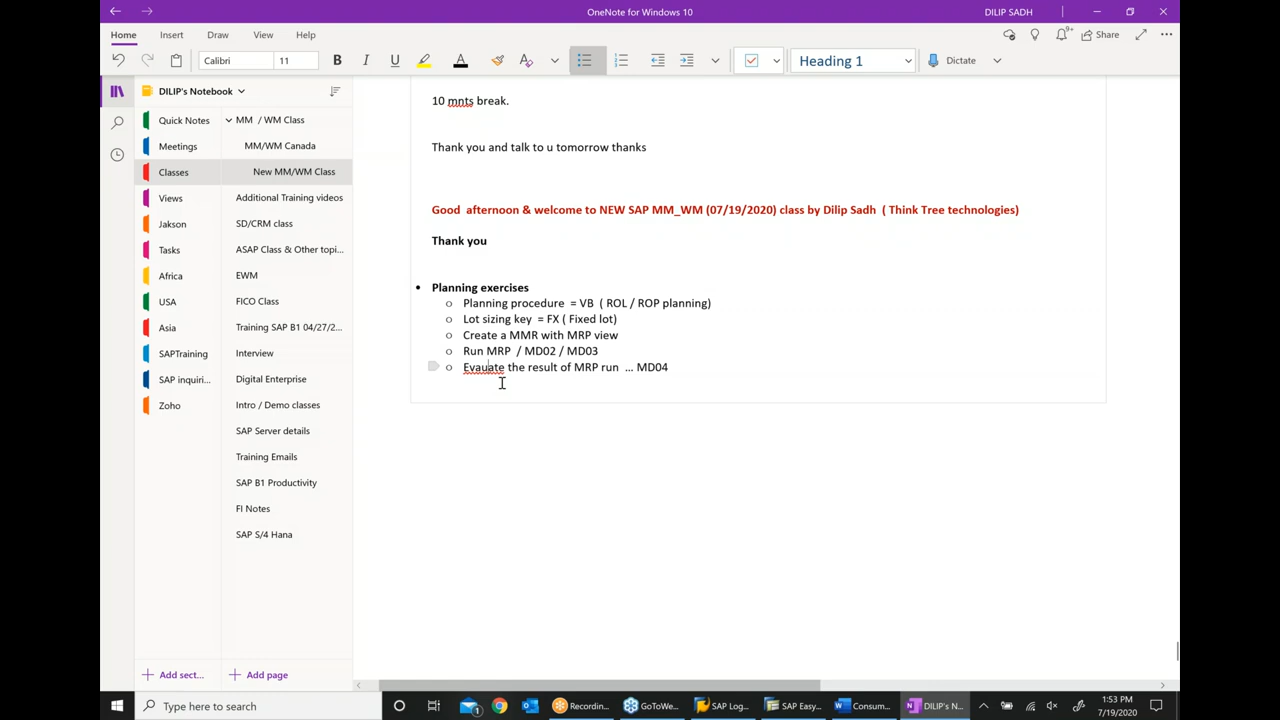 OneNote for Windows 10
DILIP SADH
Home Insert Draw View Help
Share
Calibri 11 B I U A Heading 1 Dictate
DILIP's Notebook
Quick Notes
Meetings
Classes
Views
Jakson
Tasks
Africa
USA
Asia
SAPTraining
SAP inquiri...
Zoho
Add sect...
MM / WM Class
MM/WM Canada
New MM/WM Class
Additional Training videos
SD/CRM class
ASAP Class & Other topi...
EWM
FICO Class
Training SAP B1 04/27/2...
Interview
Digital Enterprise
Intro / Demo classes
SAP Server details
Training Emails
SAP B1 Productivity
FI Notes
SAP S/4 Hana
Add page
10 mnts break.
Thank you and talk to u tomorrow thanks
Good afternoon & welcome to NEW SAP MM_WM (07/19/2020) class by Dilip Sadh ( Think Tree technologies)
Thank you
• Planning exercises
o Planning procedure = VB ( ROL / ROP planning)
o Lot sizing key = FX ( Fixed lot)
o Create a MMR with MRP view
o Run MRP / MD02 / MD03
o Evauate the result of MRP run ... MD04
Type here to search
Recordin...
GoToWe...
SAP Log...
SAP Easy...
Consum...
DILIP's N...
1:53 PM
7/19/2020